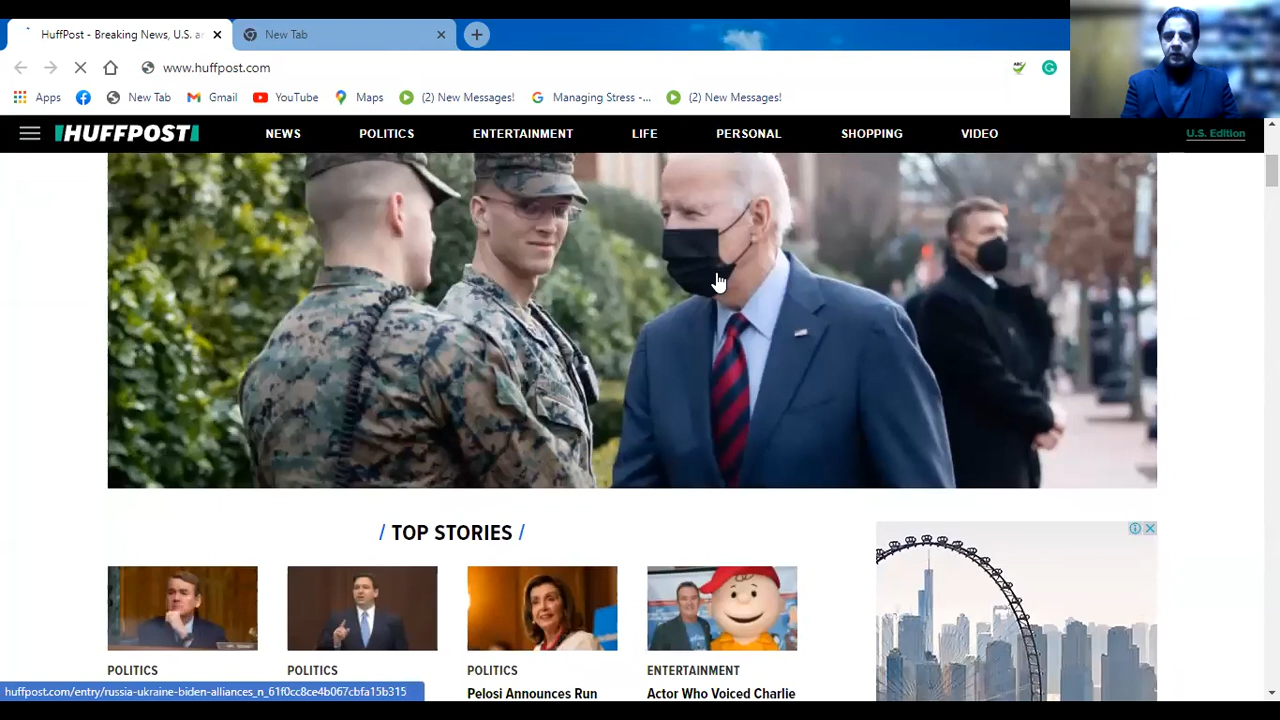 HuffPost - Breaking News, U.S. a
New Tab
www.huffpost.com
ABC
Apps
New Tab
Gmail
YouTube
Maps
(2) New Messages!
Managing Stress -...
(2) New Messages!
HUFFPOST
NEWS
POLITICS
ENTERTAINMENT
LIFE
PERSONAL
SHOPPING
VIDEO
U.S. Edition
/ TOP STORIES /
POLITICS
POLITICS
POLITICS
ENTERTAINMENT
Pelosi Announces Run
Actor Who Voiced Charlie
huffpost.com/entry/russia-ukraine-biden-alliances_n_61f0cc8ce4b067cbfa15b315